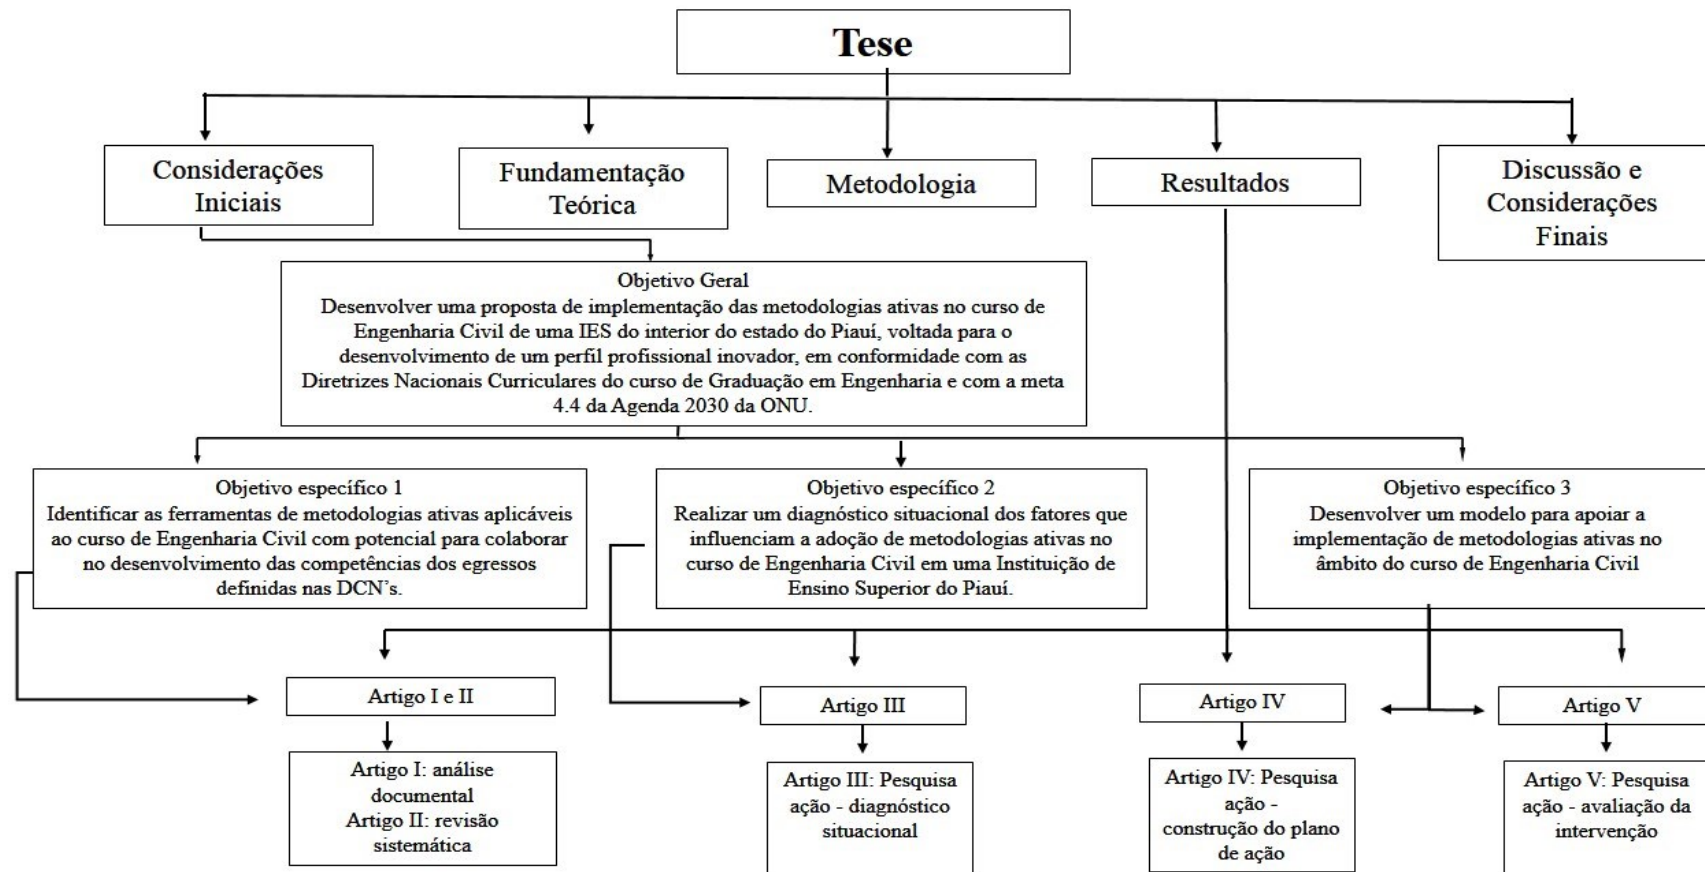 Tese
Considerações
Iniciais
Fundamentação
Teórica
Metodologia
Resultados
Discussão e
Considerações
Finais
Objetivo Geral
Desenvolver uma proposta de implementação das metodologias ativas no curso de
Engenharia Civil de uma IES do interior do estado do Piauí, voltada para o
desenvolvimento de um perfil profissional inovador, em conformidade com as
Diretrizes Nacionais Curriculares do curso de Graduação em Engenharia e com a meta
4.4 da Agenda 2030 da ONU.
Objetivo específico 1
Identificar as ferramentas de metodologias ativas aplicáveis
ao curso de Engenharia Civil com potencial para colaborar
no desenvolvimento das competências dos egressos
definidas nas DCN’s.
Objetivo específico 2
Realizar um diagnóstico situacional dos fatores que
influenciam a adoção de metodologias ativas no
curso de Engenharia Civil em uma Instituição de
Ensino Superior do Piauí.
Objetivo específico 3
Desenvolver um modelo para apoiar a
implementação de metodologias ativas no
âmbito do curso de Engenharia Civil
Artigo I e II
Artigo III
Artigo IV
Artigo V
Artigo I: análise
documental
Artigo II: revisão
sistemática
Artigo III: Pesquisa
ação - diagnóstico
situacional
Artigo IV: Pesquisa
ação -
construção do plano
de ação
Artigo V: Pesquisa
ação - avaliação da
intervenção